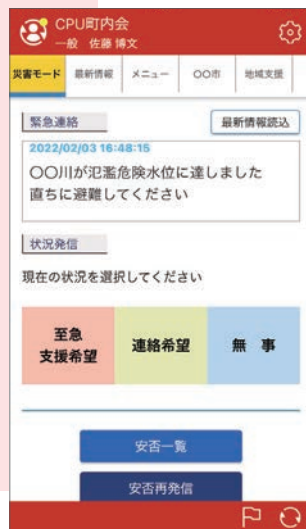 CPU町内会
一般 佐藤 博文
災害モード 最新情報 メニュー 〇〇市 地域支援
緊急連絡 最新情報読込
2022/02/03 16:48:15
〇〇川が氾濫危険水位に達しました
直ちに避難してください
状況発信
現在の状況を選択してください
至急
支援希望 連絡希望 無 事
安否一覧
安否再発信